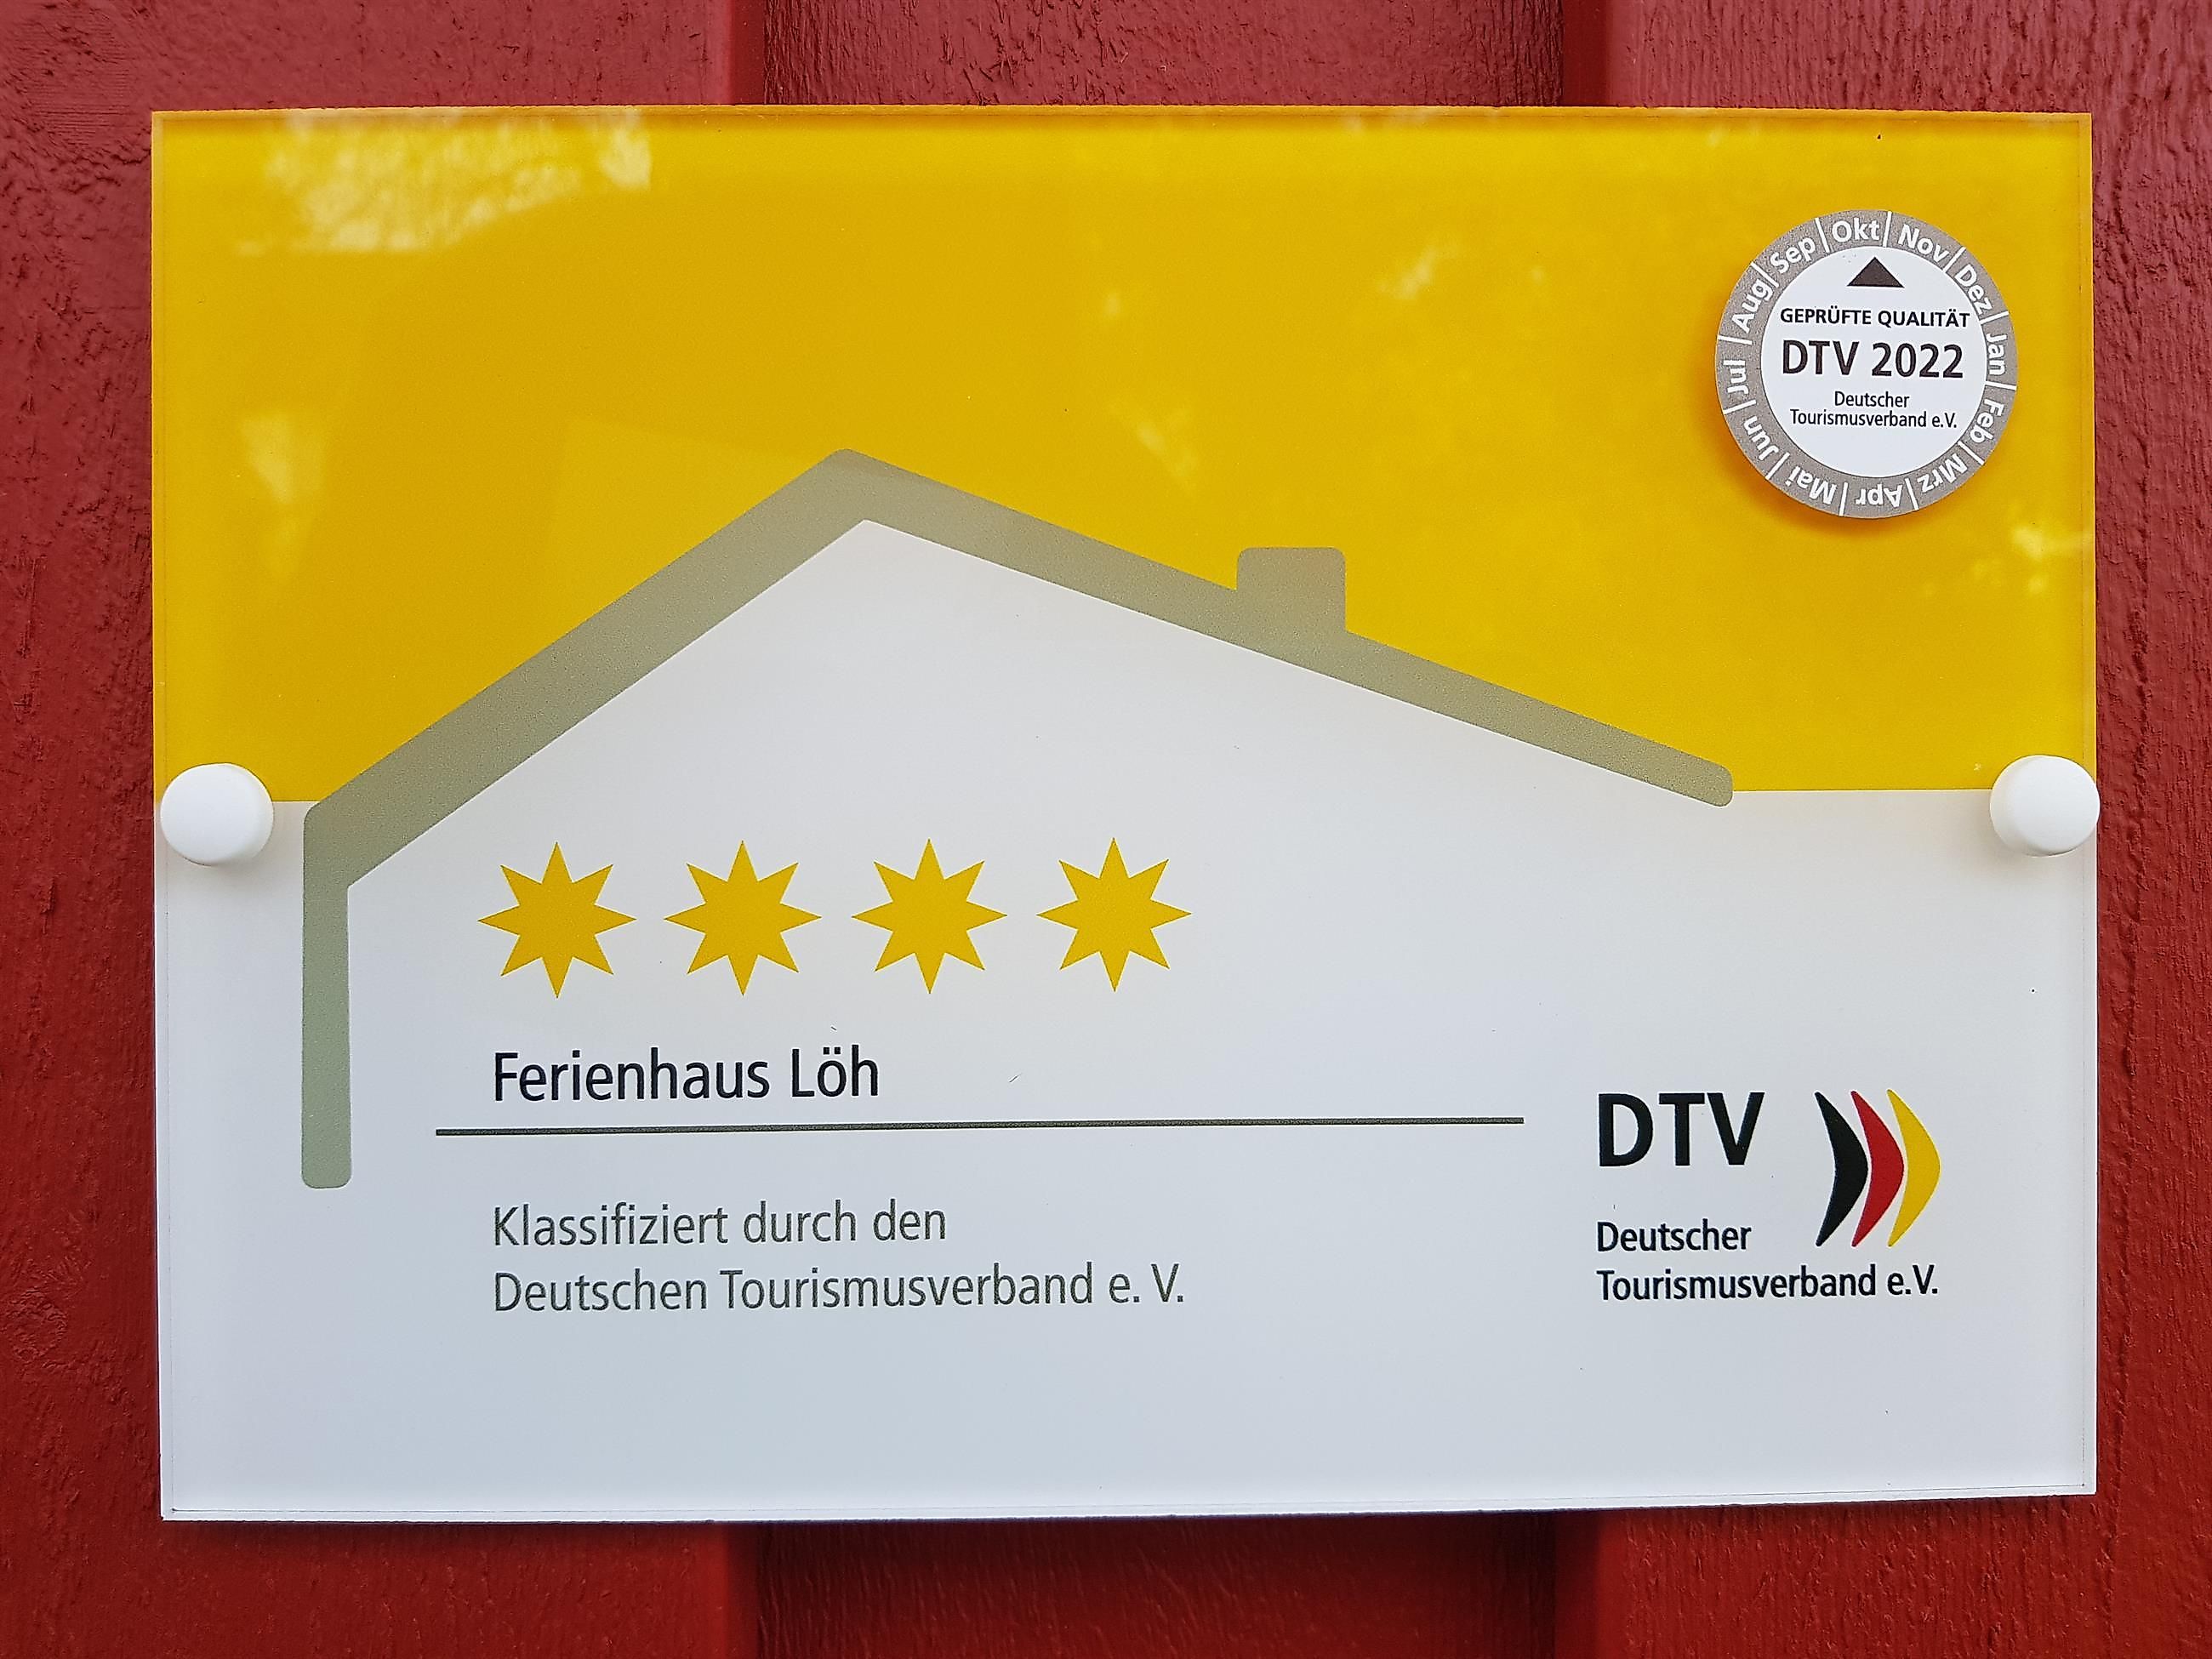 Okt | Nov | Dez | Jan | Feb | Mrz | Apr | Mai | Jun | Jul | Aug | Sep |
GEPRÜFTE QUALITÄT
DTV 2022
Deutscher
Tourismusverband e.V.
Ferienhaus Löh
Klassifiziert durch den
Deutschen Tourismusverband e. V.
DTV
Deutscher
Tourismusverband e.V.